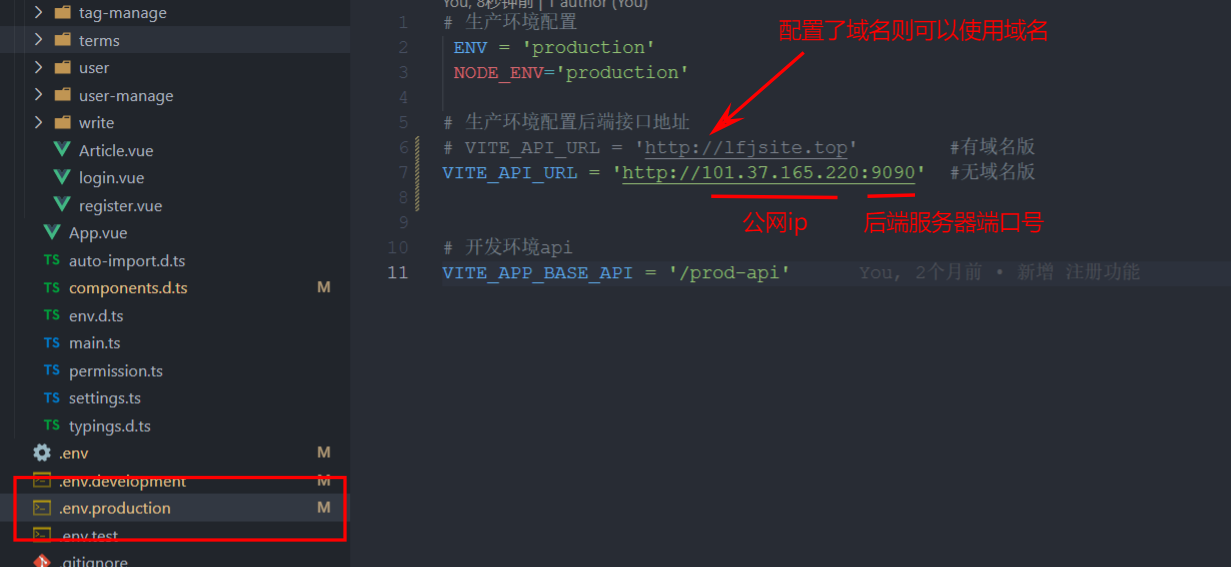 tag-manage
terms
user
user-manage
write
Article.vue
login.vue
register.vue
App.vue
TS auto-import.d.ts
TS components.d.ts M
TS env.d.ts
TS main.ts
TS permission.ts
TS settings.ts
TS typings.d.ts
.env M
.env.development M
.env.production M
.env.test
.gitignore
You, 8秒钟前 | 1 author (You)
1 # 生产环境配置
2 ENV = 'production'
3 NODE_ENV='production'
4
5 # 生产环境配置后端接口地址
6 # VITE_API_URL = 'http://lfjsite.top' #有域名版
7 VITE_API_URL = 'http://101.37.165.220:9090' #无域名版
8
9
10 # 开发环境api
11 VITE_APP_BASE_API = '/prod-api' You, 2个月前 • 新增 注册功能
配置了域名则可以使用域名
公网ip
后端服务器端口号